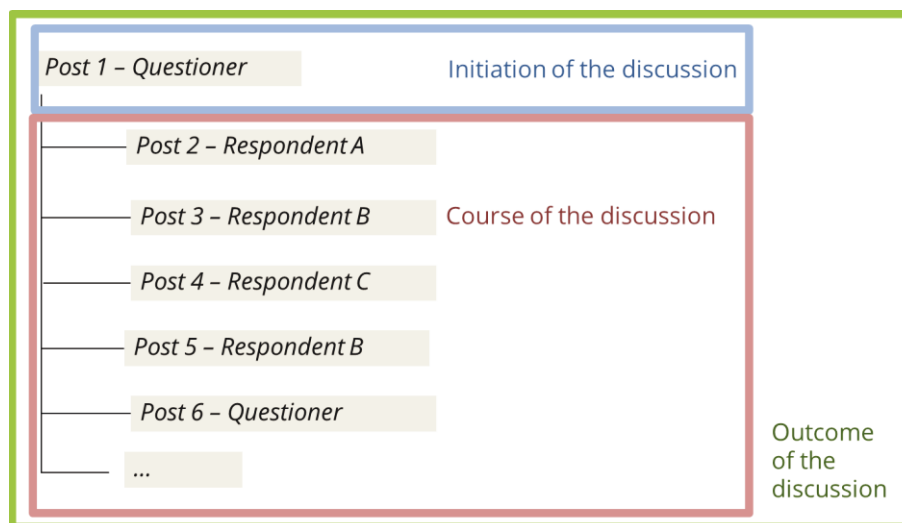 Post 1 – Questioner
Initiation of the discussion
Post 2 – Respondent A
Post 3 – Respondent B
Course of the discussion
Post 4 – Respondent C
Post 5 – Respondent B
Post 6 – Questioner
...
Outcome
of the
discussion